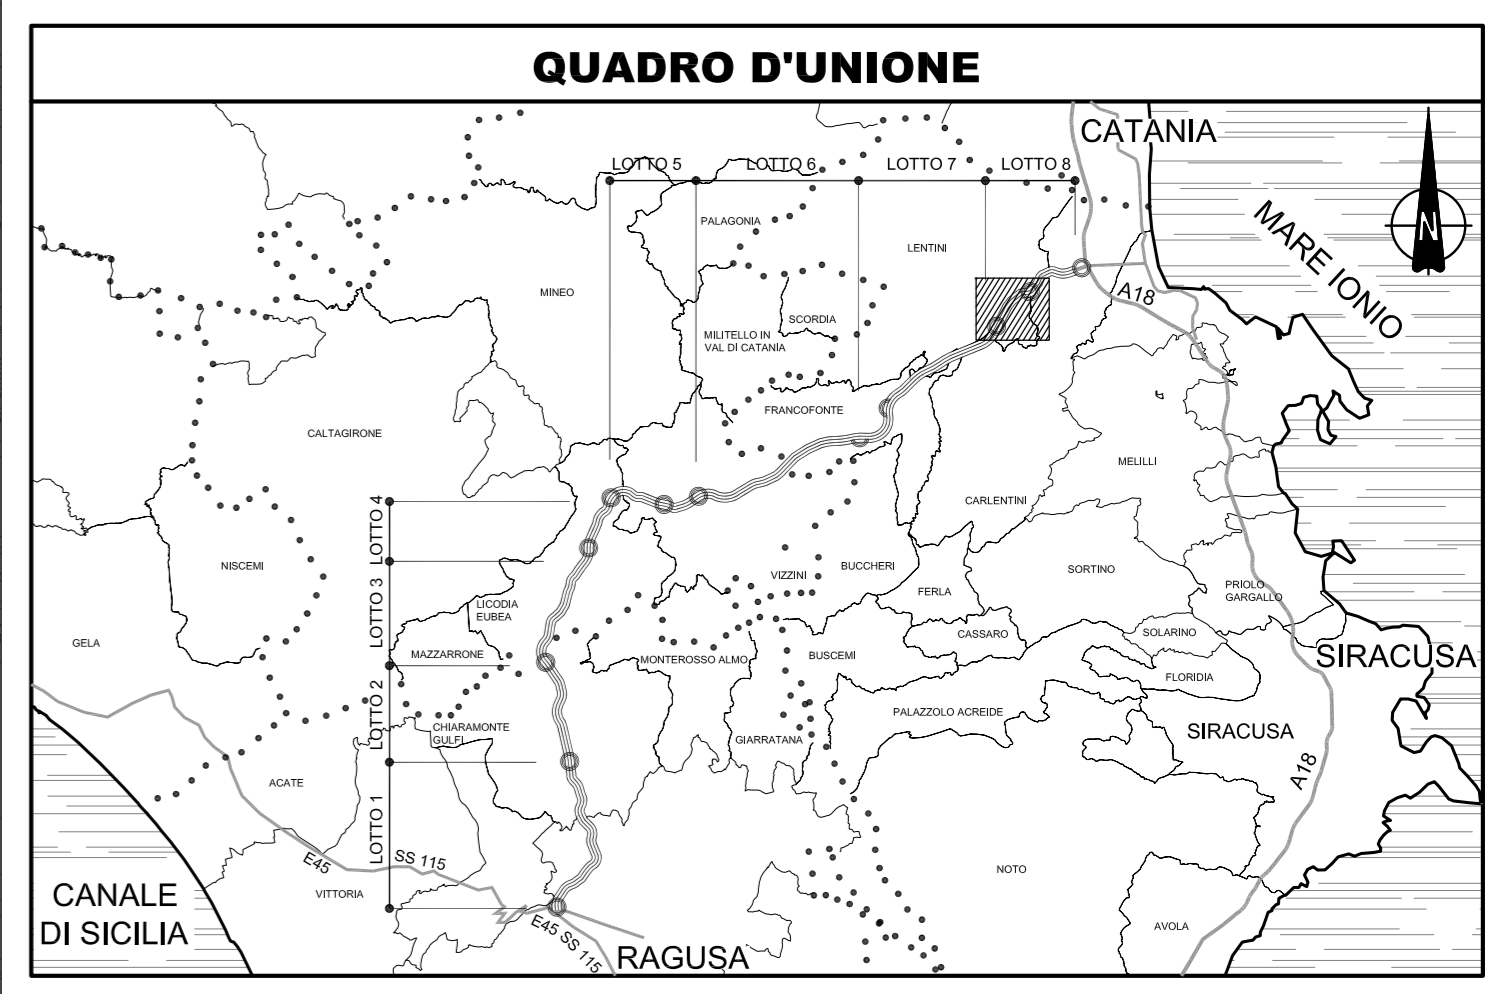 QUADRO D'UNIONE
CATANIA
LOTTO 5
LOTTO 6
LOTTO 7
LOTTO 8
MARE IONIO
N
PALAGONIA
LENTINI
MINEO
A18
SCORDIA
MILITELLO IN
VAL DI CATANIA
FRANCOFONTE
CALTAGIRONE
MELILLI
CARLENTINI
LOTTO 4
NISCEMI
VIZZINI
BUCCHERI
SORTINO
FERLA
PRIOLO
GARGALLO
LOTTO 3
LICODIA
EUBEA
GELA
CASSARO
SOLARINO
MAZZARRONE
MONTEROSSO ALMO
BUSCEMI
SIRACUSA
FLORIDIA
LOTTO 2
PALAZZOLO ACREIDE
CHIARAMONTE
GULFI
GIARRATANA
SIRACUSA
A18
ACATE
LOTTO 1
E45
SS 115
NOTO
VITTORIA
CANALE
DI SICILIA
E45 SS 115
AVOLA
RAGUSA